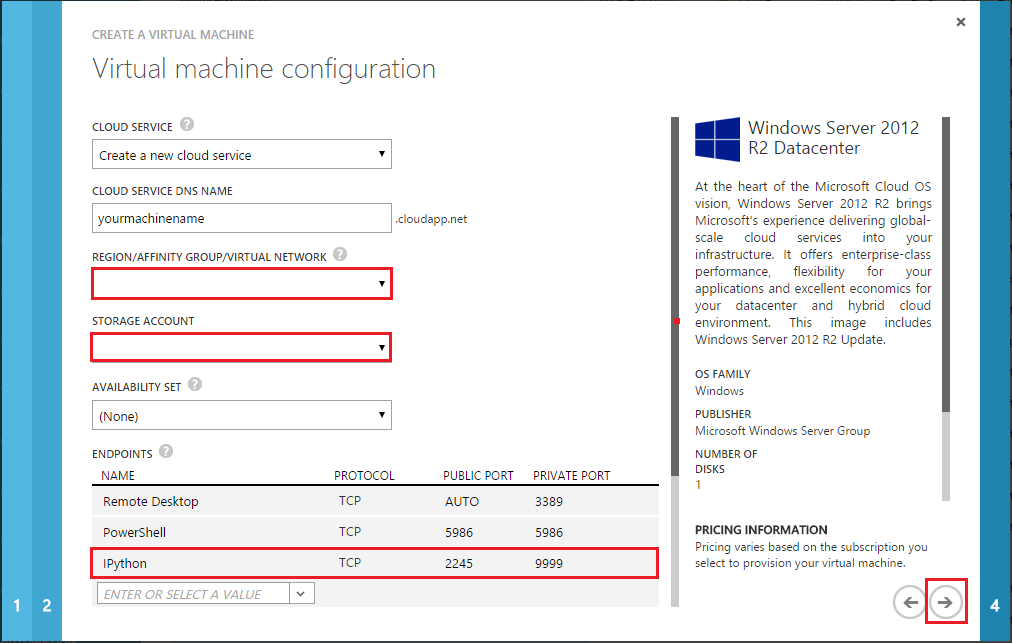 CREATE A VIRTUAL MACHINE
Virtual machine configuration
CLOUD SERVICE ?
Create a new cloud service
CLOUD SERVICE DNS NAME
yourmachinename .cloudapp.net
REGION/AFFINITY GROUP/VIRTUAL NETWORK ?
STORAGE ACCOUNT
AVAILABILITY SET ?
(None)
ENDPOINTS ?
NAME PROTOCOL PUBLIC PORT PRIVATE PORT
Remote Desktop TCP AUTO 3389
PowerShell TCP 5986 5986
IPython TCP 2245 9999
ENTER OR SELECT A VALUE
Windows Server 2012
R2 Datacenter
At the heart of the Microsoft Cloud OS
vision, Windows Server 2012 R2 brings
Microsoft's experience delivering global-
scale cloud services into your
infrastructure. It offers enterprise-class
performance, flexibility for your
applications and excellent economics for
your datacenter and hybrid cloud
environment. This image includes
Windows Server 2012 R2 Update.
OS FAMILY
Windows
PUBLISHER
Microsoft Windows Server Group
NUMBER OF
DISKS
1
PRICING INFORMATION
Pricing varies based on the subscription you
select to provision your virtual machine.
1 2
4